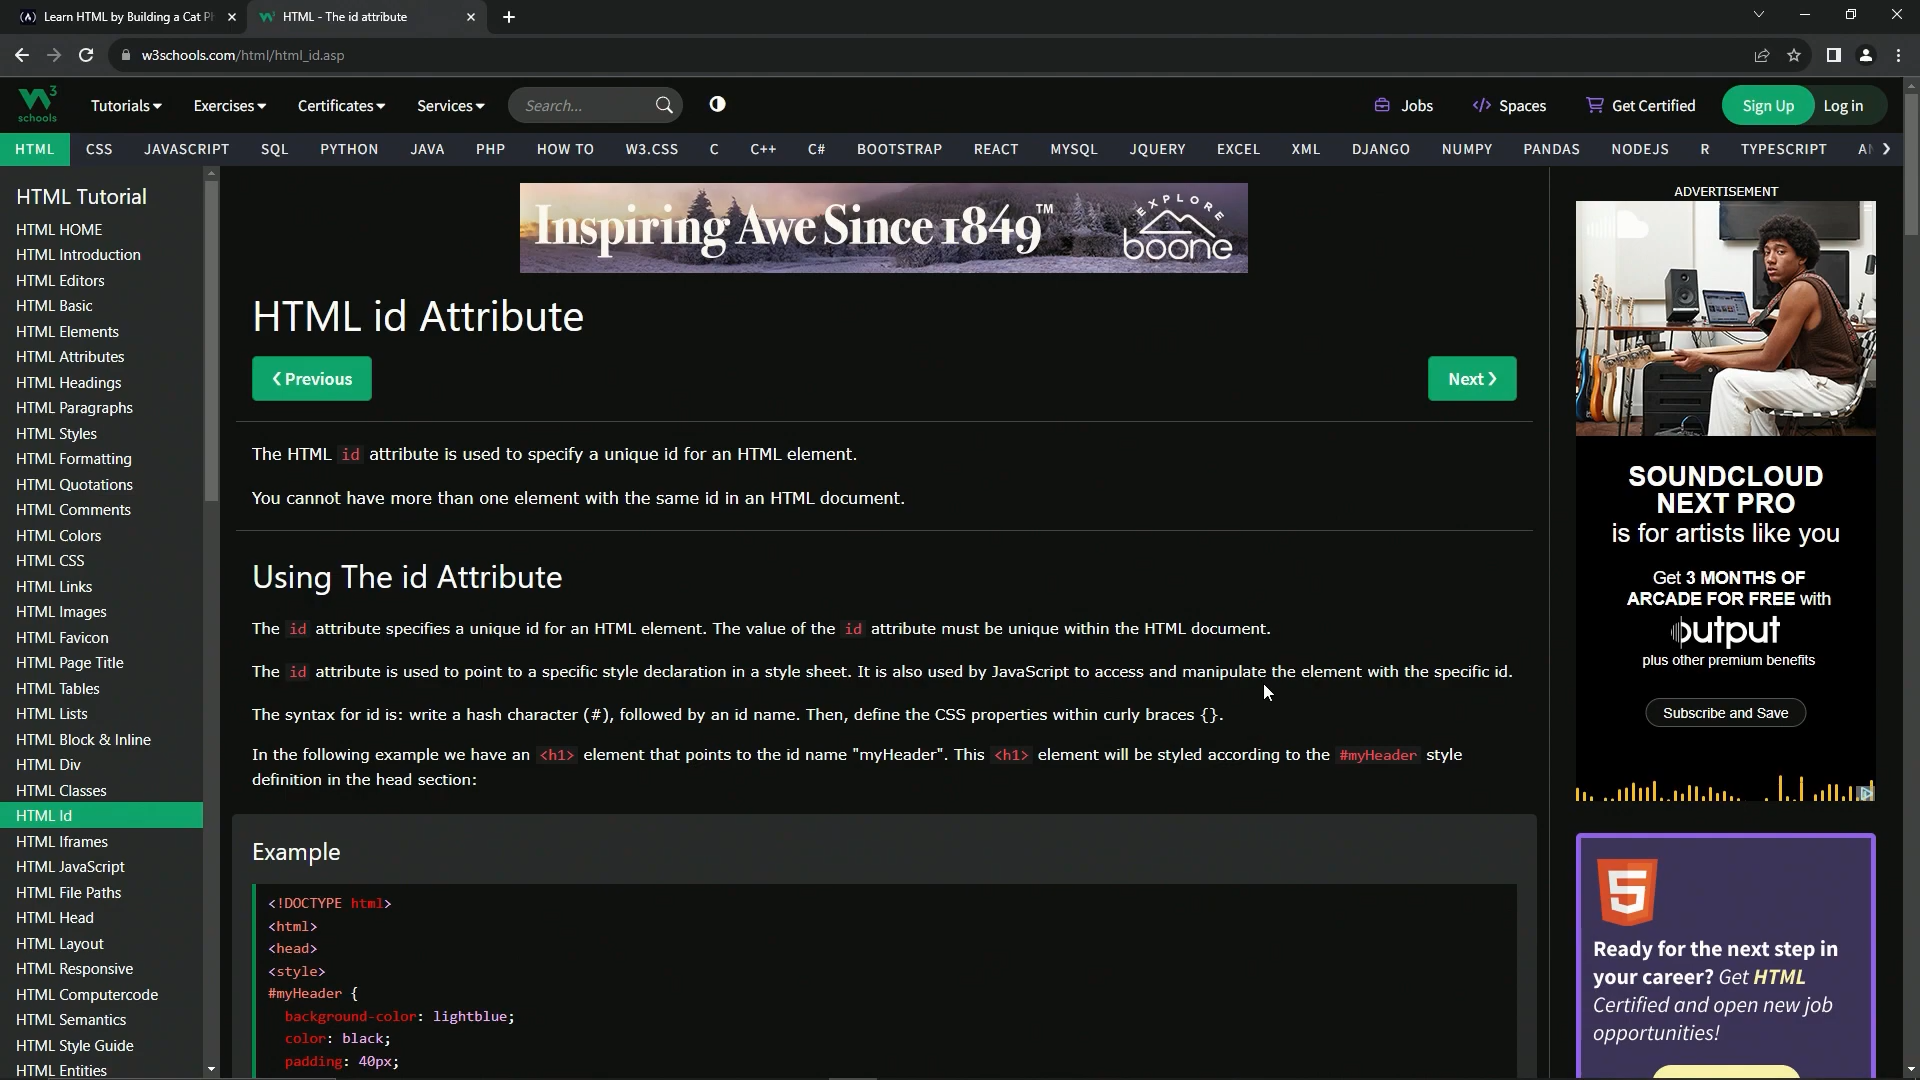 Learn HTML by Building a Cat Ph
HTML - The id attribute
w3schools.com/html/html_id.asp
W3
schools
Tutorials
Exercises
Certificates
Services
Search...
Jobs
Spaces
Get Certified
Sign Up
Log in
HTML CSS JAVASCRIPT SQL PYTHON JAVA PHP HOW TO W3.CSS C C++ C# BOOTSTRAP REACT MYSQL JQUERY EXCEL XML DJANGO NUMPY PANDAS NODEJS R TYPESCRIPT
HTML Tutorial
HTML HOME
HTML Introduction
HTML Editors
HTML Basic
HTML Elements
HTML Attributes
HTML Headings
HTML Paragraphs
HTML Styles
HTML Formatting
HTML Quotations
HTML Comments
HTML Colors
HTML CSS
HTML Links
HTML Images
HTML Favicon
HTML Page Title
HTML Tables
HTML Lists
HTML Block & Inline
HTML Div
HTML Classes
HTML Id
HTML Iframes
HTML JavaScript
HTML File Paths
HTML Head
HTML Layout
HTML Responsive
HTML Computercode
HTML Semantics
HTML Style Guide
HTML Entities
Inspiring Awe Since 1849™
EXPLORE
boone
HTML id Attribute
❮ Previous
Next ❯
The HTML id attribute is used to specify a unique id for an HTML element.
You cannot have more than one element with the same id in an HTML document.
Using The id Attribute
The id attribute specifies a unique id for an HTML element. The value of the id attribute must be unique within the HTML document.
The id attribute is used to point to a specific style declaration in a style sheet. It is also used by JavaScript to access and manipulate the element with the specific id.
The syntax for id is: write a hash character (#), followed by an id name. Then, define the CSS properties within curly braces {}.
In the following example we have an <h1> element that points to the id name "myHeader". This <h1> element will be styled according to the #myHeader style
definition in the head section:
Example
<!DOCTYPE html>
<html>
<head>
<style>
#myHeader {
background-color: lightblue;
color: black;
padding: 40px;
ADVERTISEMENT
SOUNDCLOUD
NEXT PRO
is for artists like you
Get 3 MONTHS OF
ARCADE FOR FREE with
output
plus other premium benefits
Subscribe and Save
5
Ready for the next step in
your career? Get HTML
Certified and open new job
opportunities!